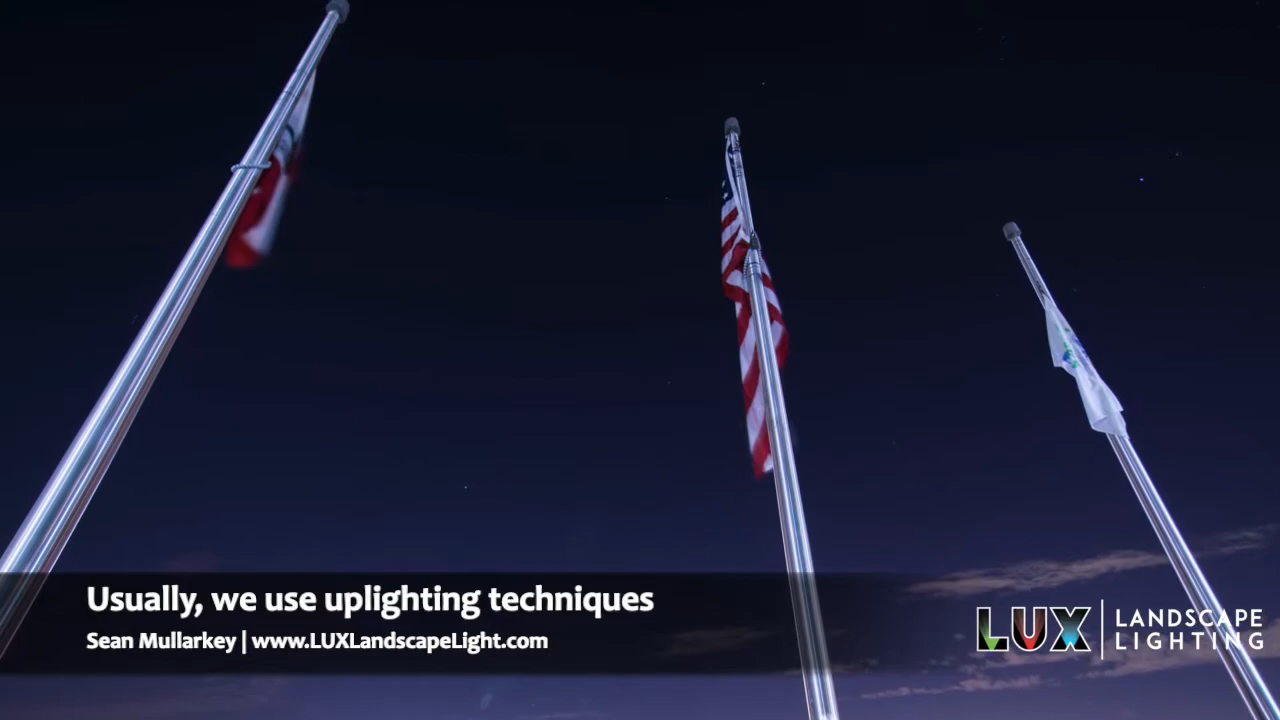 Usually, we use uplighting techniques
Sean Mullarkey | www.LUXLandscapeLight.com
LUX
LANDSCAPE
LIGHTING